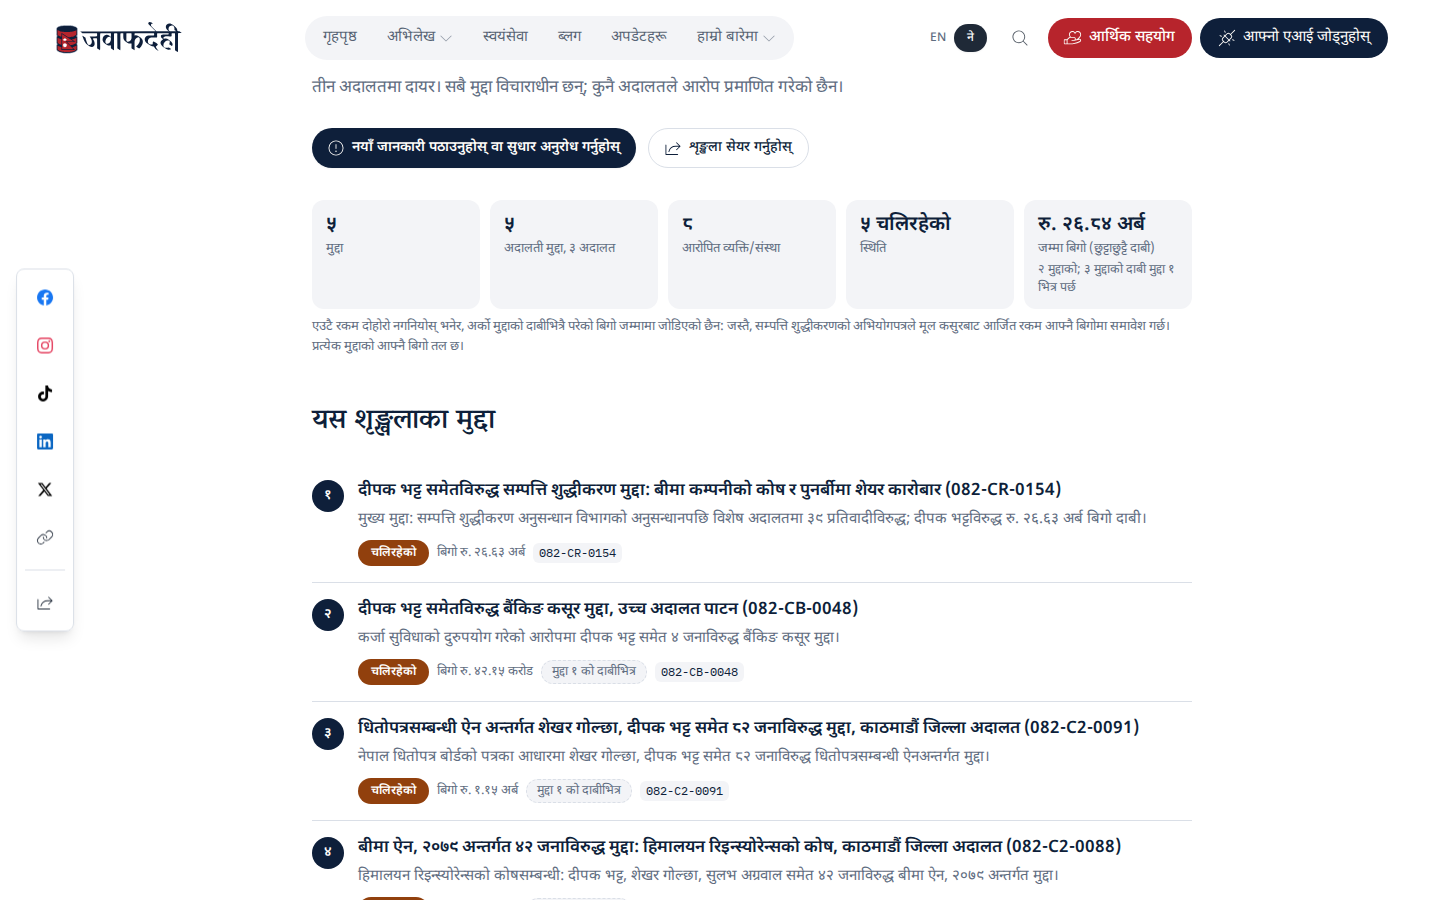 जवाफदेही
गृहपृष्ठ अभिलेख स्वयंसेवा ब्लग अपडेटहरू हाम्रो बारेमा
EN ने
आर्थिक सहयोग
आफ्नो एआई जोड्नुहोस्
तीन अदालतमा दायर। सबै मुद्दा विचाराधीन छन्; कुनै अदालतले आरोप प्रमाणित गरेको छैन।
नयाँ जानकारी पठाउनुहोस् वा सुधार अनुरोध गर्नुहोस्
शृङ्खला सेयर गर्नुहोस्
५
मुद्दा
५
अदालती मुद्दा, ३ अदालत
८
आरोपित व्यक्ति/संस्था
५ चलिरहेको
स्थिति
रु. २६.८४ अर्ब
जम्मा बिगो (छुट्टाछुट्टै दाबी)
२ मुद्दाको; ३ मुद्दाको दाबी मुद्दा १
भित्र पर्छ
एउटै रकम दोहोरो नगनियोस् भनेर, अर्को मुद्दाको दाबीभित्रै परेको बिगो जम्मामा जोडिएको छैन: जस्तै, सम्पत्ति शुद्धीकरणको अभियोगपत्रले मूल कसुरबाट आर्जित रकम आफ्नै बिगोमा समावेश गर्छ।
प्रत्येक मुद्दाको आफ्नै बिगो तल छ।
यस शृङ्खलाका मुद्दा
१
दीपक भट्ट समेतविरुद्ध सम्पत्ति शुद्धीकरण मुद्दा: बीमा कम्पनीको कोष र पुनर्बीमा शेयर कारोबार (082-CR-0154)
मुख्य मुद्दा: सम्पत्ति शुद्धीकरण अनुसन्धान विभागको अनुसन्धानपछि विशेष अदालतमा ३९ प्रतिवादीविरुद्ध; दीपक भट्टविरुद्ध रु. २६.६३ अर्ब बिगो दाबी।
चलिरहेको बिगो रु. २६.६३ अर्ब 082-CR-0154
२
दीपक भट्ट समेतविरुद्ध बैंकिङ कसूर मुद्दा, उच्च अदालत पाटन (082-CB-0048)
कर्जा सुविधाको दुरुपयोग गरेको आरोपमा दीपक भट्ट समेत ४ जनाविरुद्ध बैंकिङ कसूर मुद्दा।
चलिरहेको बिगो रु. ४२.१५ करोड मुद्दा १ को दाबीभित्र 082-CB-0048
३
धितोपत्रसम्बन्धी ऐन अन्तर्गत शेखर गोल्छा, दीपक भट्ट समेत ८२ जनाविरुद्ध मुद्दा, काठमाडौं जिल्ला अदालत (082-C2-0091)
नेपाल धितोपत्र बोर्डको पत्रका आधारमा शेखर गोल्छा, दीपक भट्ट समेत ८२ जनाविरुद्ध धितोपत्रसम्बन्धी ऐनअन्तर्गत मुद्दा।
चलिरहेको बिगो रु. १.१५ अर्ब मुद्दा १ को दाबीभित्र 082-C2-0091
४
बीमा ऐन, २०७९ अन्तर्गत ४२ जनाविरुद्ध मुद्दा: हिमालयन रिइन्स्योरेन्सको कोष, काठमाडौं जिल्ला अदालत (082-C2-0088)
हिमालयन रिइन्स्योरेन्सको कोषसम्बन्धी: दीपक भट्ट, शेखर गोल्छा, सुलभ अग्रवाल समेत ४२ जनाविरुद्ध बीमा ऐन, २०७९ अन्तर्गत मुद्दा।